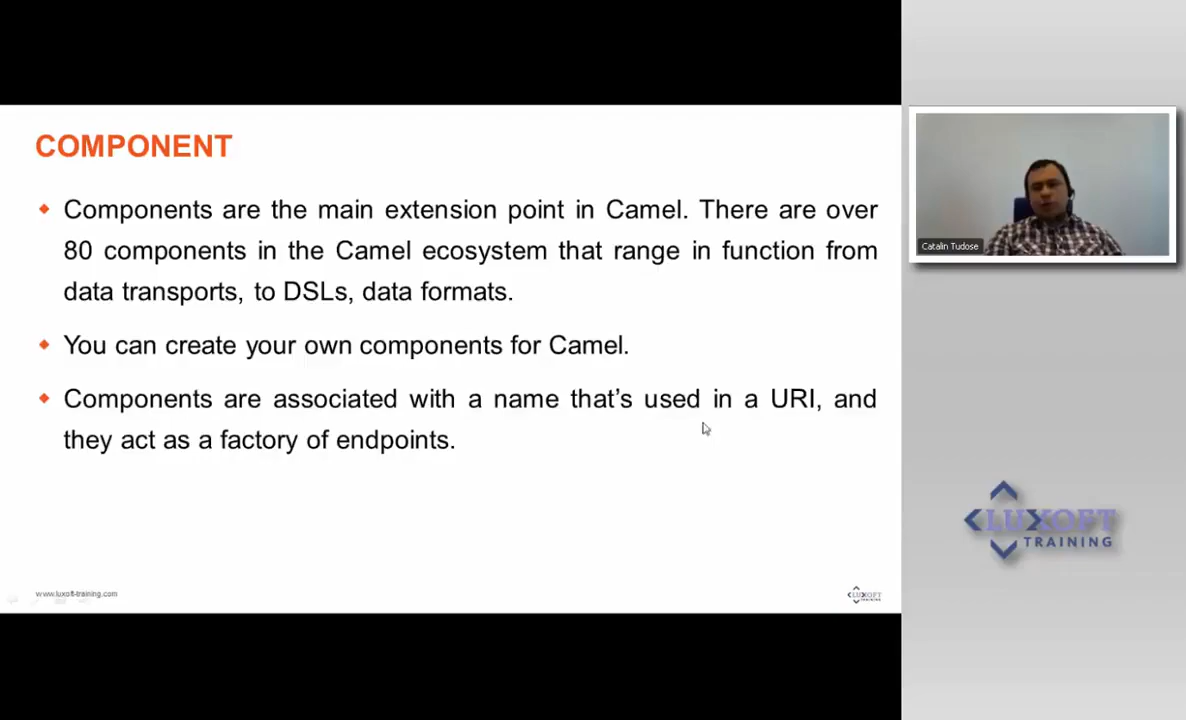 COMPONENT
Components are the main extension point in Camel. There are over
80 components in the Camel ecosystem that range in function from
data transports, to DSLs, data formats.
You can create your own components for Camel.
Components are associated with a name that's used in a URI, and
they act as a factory of endpoints.
www.luxoft-training.com
LUXOFT
TRAINING
Catalin Tudose
LUXOFT
TRAINING